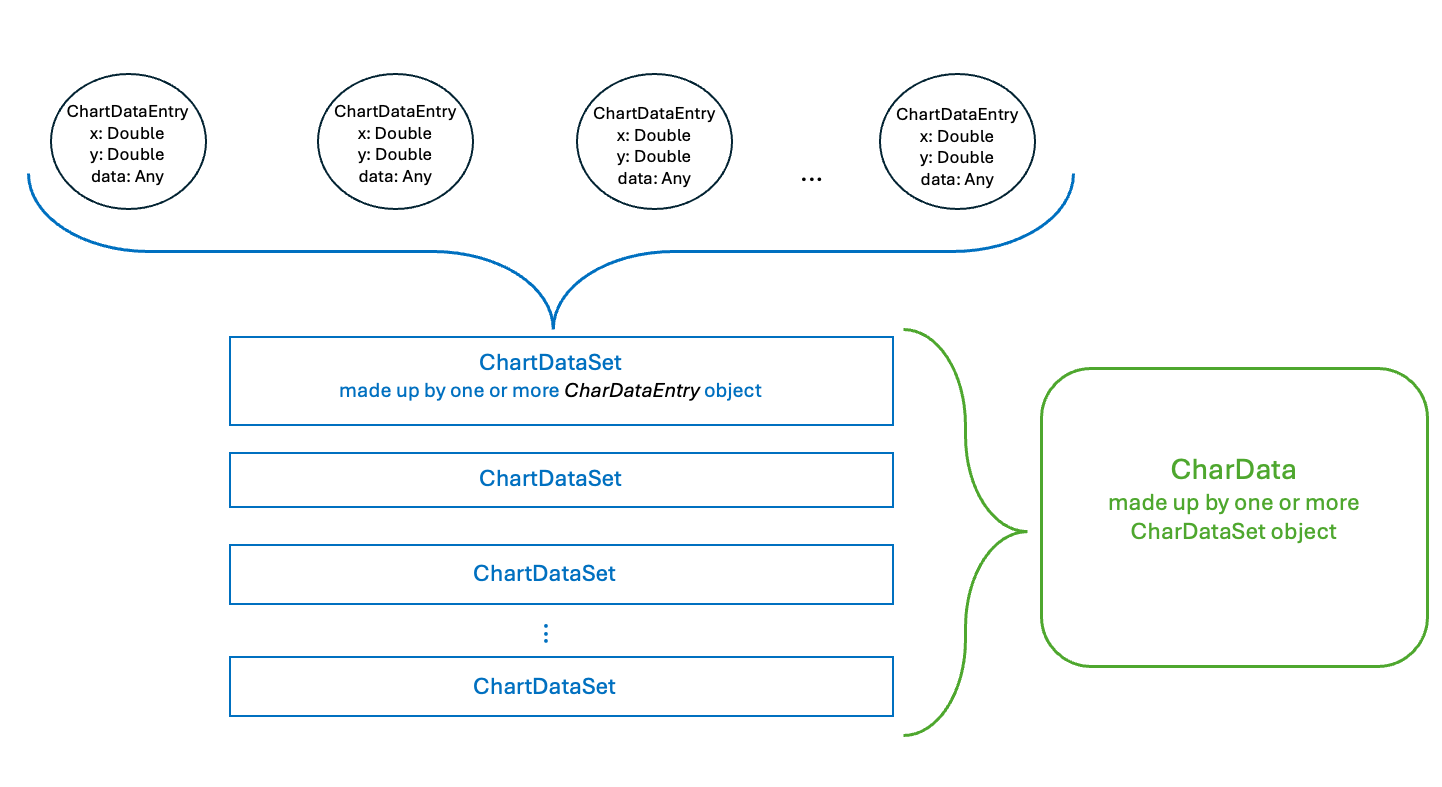 ChartDataEntry
x: Double
y: Double
data: Any
ChartDataEntry
x: Double
y: Double
data: Any
ChartDataEntry
x: Double
y: Double
data: Any
...
ChartDataEntry
x: Double
y: Double
data: Any
ChartDataSet
made up by one or more CharDataEntry object
ChartDataSet
ChartDataSet
⋮
ChartDataSet
CharData
made up by one or more
CharDataSet object